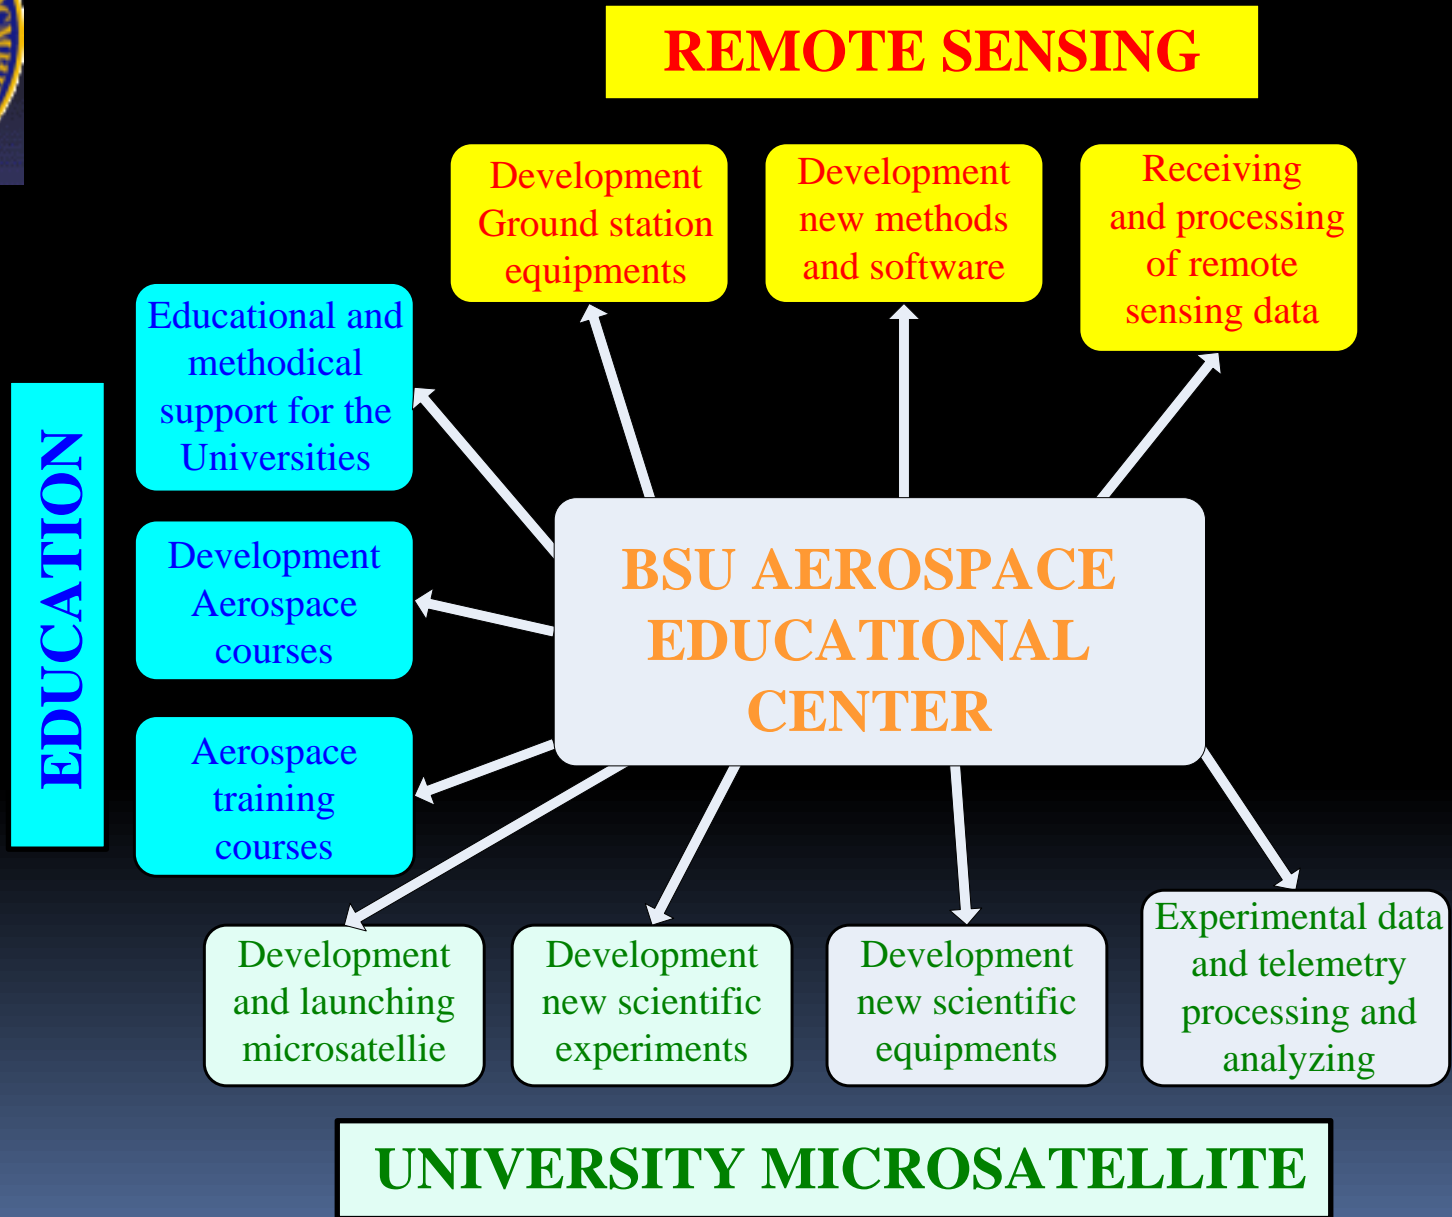 REMOTE SENSING
Development
Ground station
equipments
Development
new methods
and software
Receiving
and processing
of remote
sensing data
EDUCATION
Educational and
methodical
support for the
Universities
Development
Aerospace
courses
Aerospace
training
courses
BSU AEROSPACE
EDUCATIONAL
CENTER
Development
and launching
microsatellie
Development
new scientific
experiments
Development
new scientific
equipments
Experimental data
and telemetry
processing and
analyzing
UNIVERSITY MICROSATELLITE